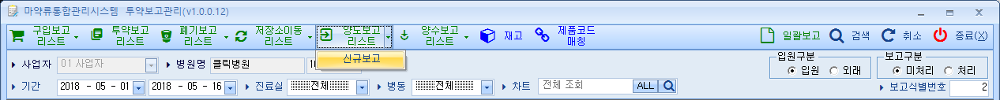 마약류통합관리시스템 투약보고관리(v1.0.0.12)
구입보고 리스트 투약보고 리스트 폐기보고 리스트 저장소이동 리스트 양도보고 리스트 양수보고 리스트 재고 제품코드 매칭 일괄보고 검색 취소 종료(X)
신규보고
사업자 01 사업자 병원명 클릭병원 입원구분 입원 외래 보고구분 미처리 처리
기간 2018 - 05 - 01 2018 - 05 - 16 진료실 전체 병동 전체 차트 전체 조회 ALL 보고식별번호 2